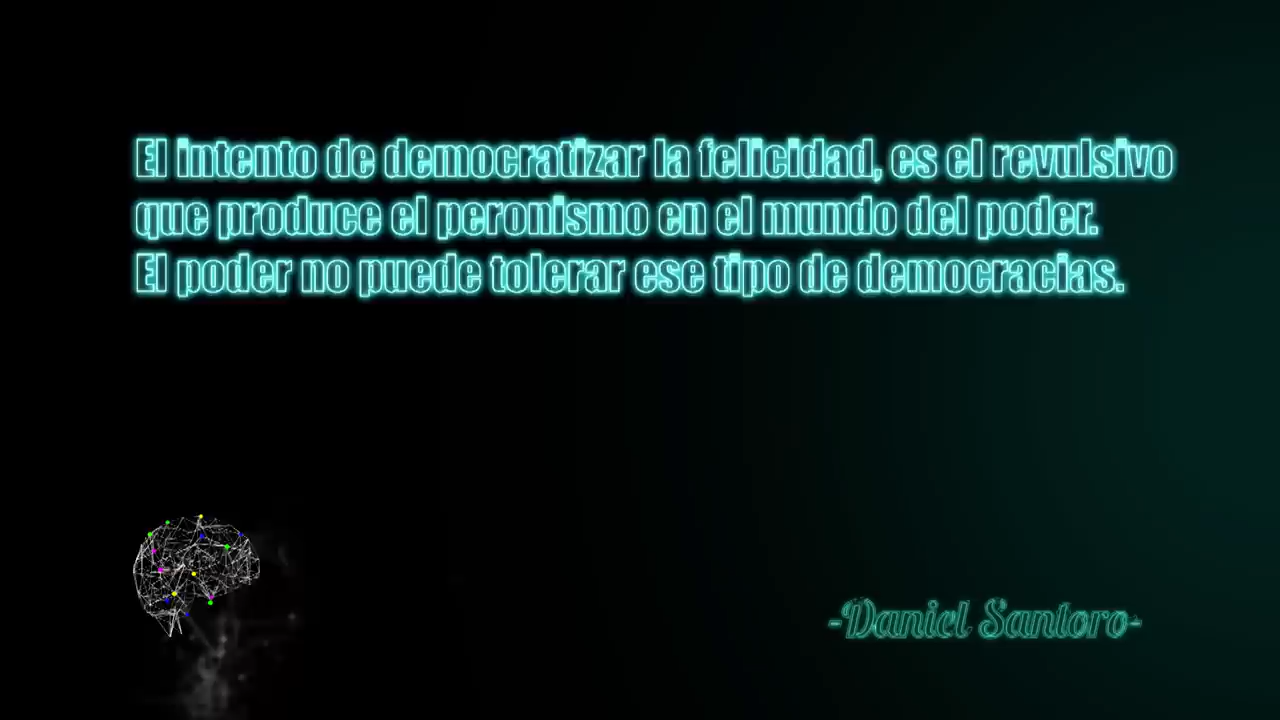 El intento de democratizar la felicidad, es el revulsivo
que produce el peronismo en el mundo del poder.
El poder no puede tolerar ese tipo de democracias.
-Daniel Santoro-